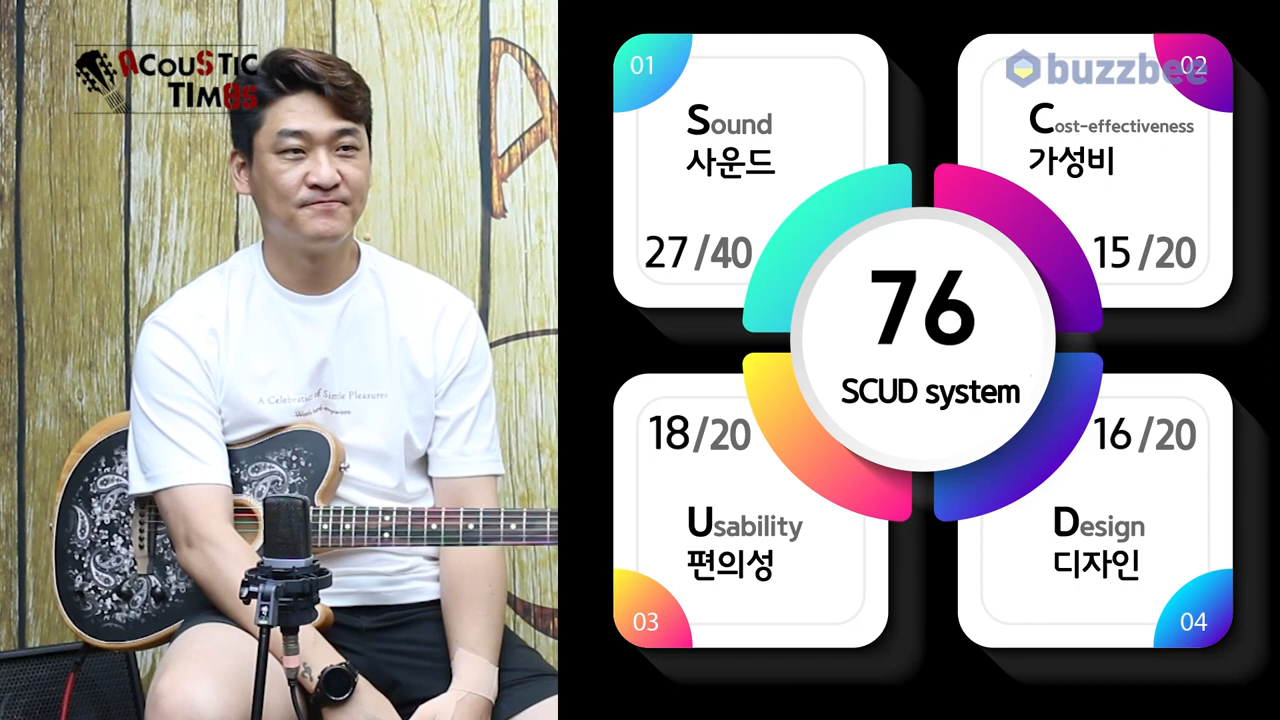 ACOUSTIC
TIMES
A Celebration of Simple Pleasures
01
Sound
사운드
27 /40
02
buzzbee
Cost-effectiveness
가성비
15 /20
76
SCUD system
18 /20
Usability
편의성
03
16 /20
Design
디자인
04